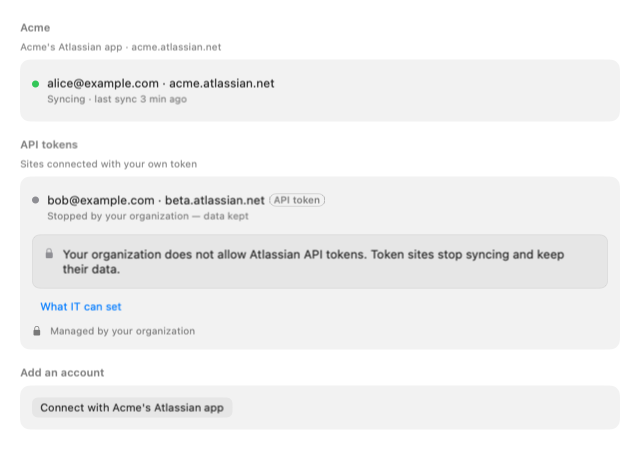 Acme
Acme's Atlassian app · acme.atlassian.net
alice@example.com · acme.atlassian.net
Syncing · last sync 3 min ago
API tokens
Sites connected with your own token
bob@example.com · beta.atlassian.net API token
Stopped by your organization — data kept
Your organization does not allow Atlassian API tokens. Token sites stop syncing and keep
their data.
What IT can set
Managed by your organization
Add an account
Connect with Acme's Atlassian app